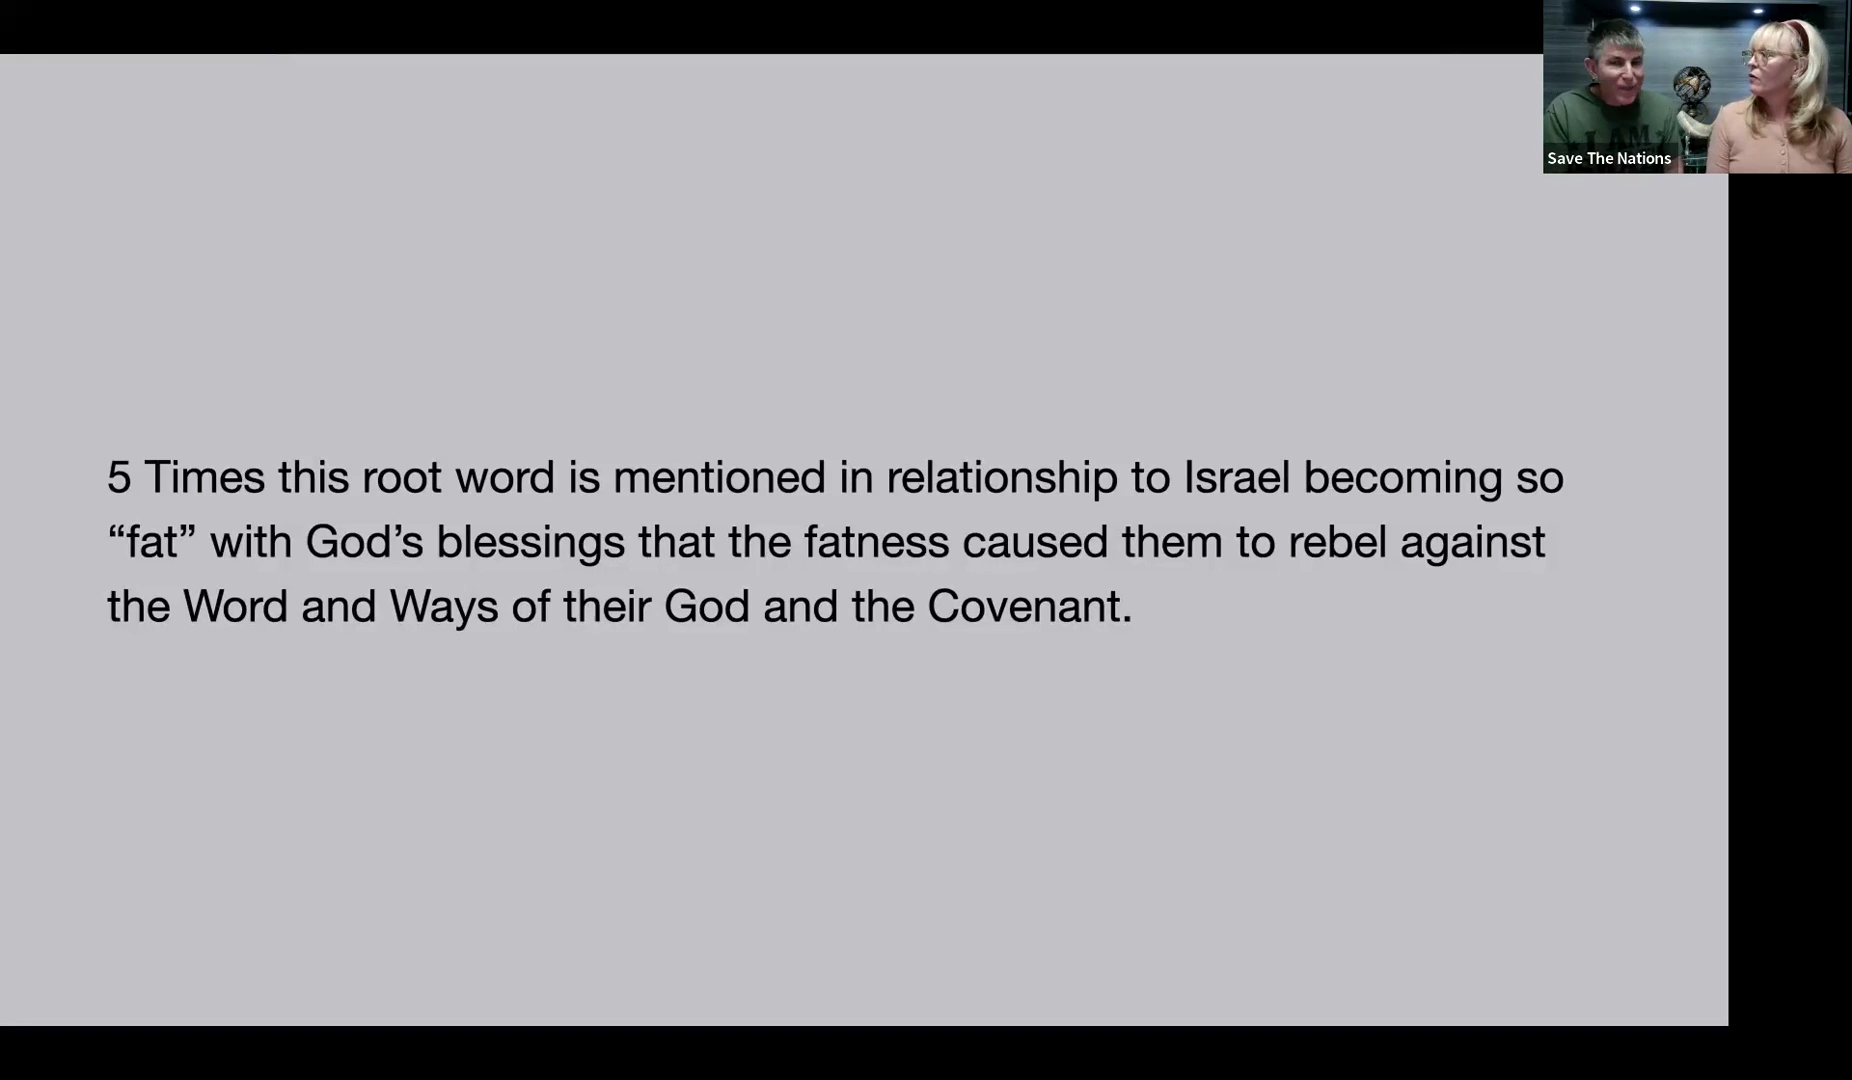 I AM
Save The Nations
5 Times this root word is mentioned in relationship to Israel becoming so
“fat” with God’s blessings that the fatness caused them to rebel against
the Word and Ways of their God and the Covenant.